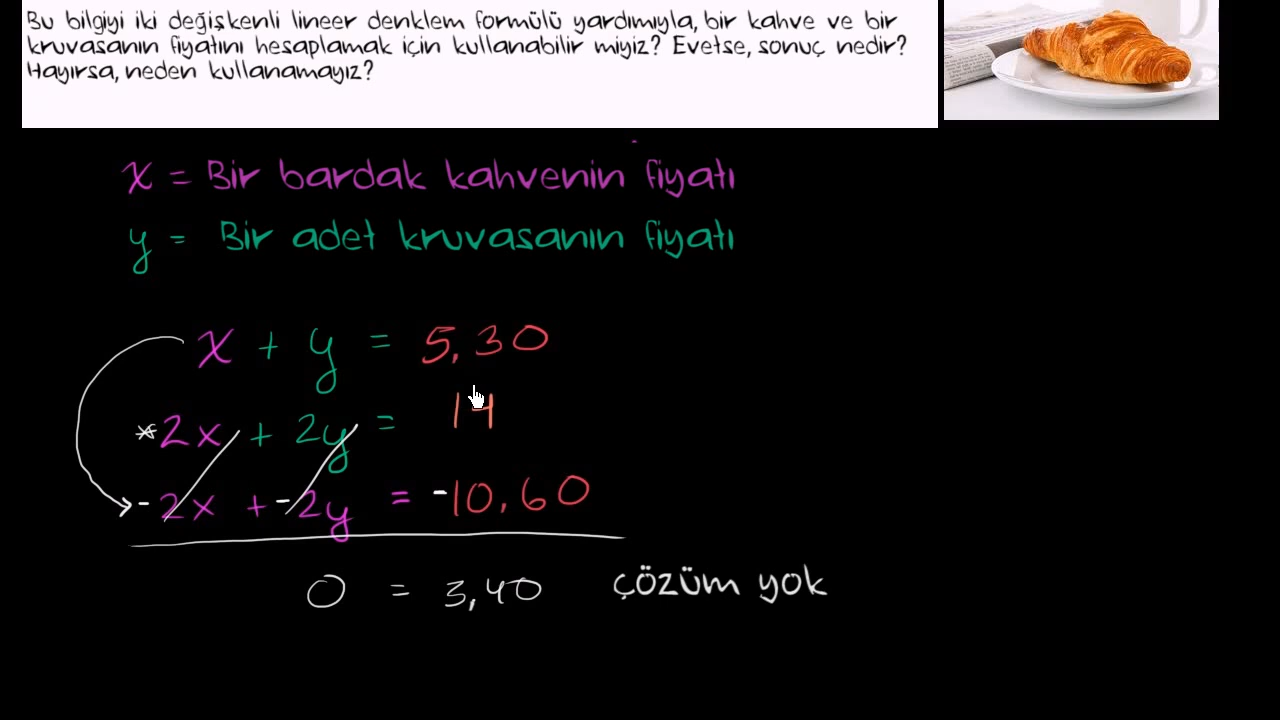 Bu bilgiyi iki değişkenli lineer denklem formülü yardımıyla, bir kahve ve bir
kruvasanın fiyatını hesaplamak için kullanabilir miyiz? Evetse, sonuç nedir?
Hayırsa, neden kullanamayız?
x = Bir bardak kahvenin fiyatı
y = Bir adet kruvasanın fiyatı
x + y = 5,30
*2x + 2y = 14
-2x + -2y = -10,60
0 = 3,40 çözüm yok